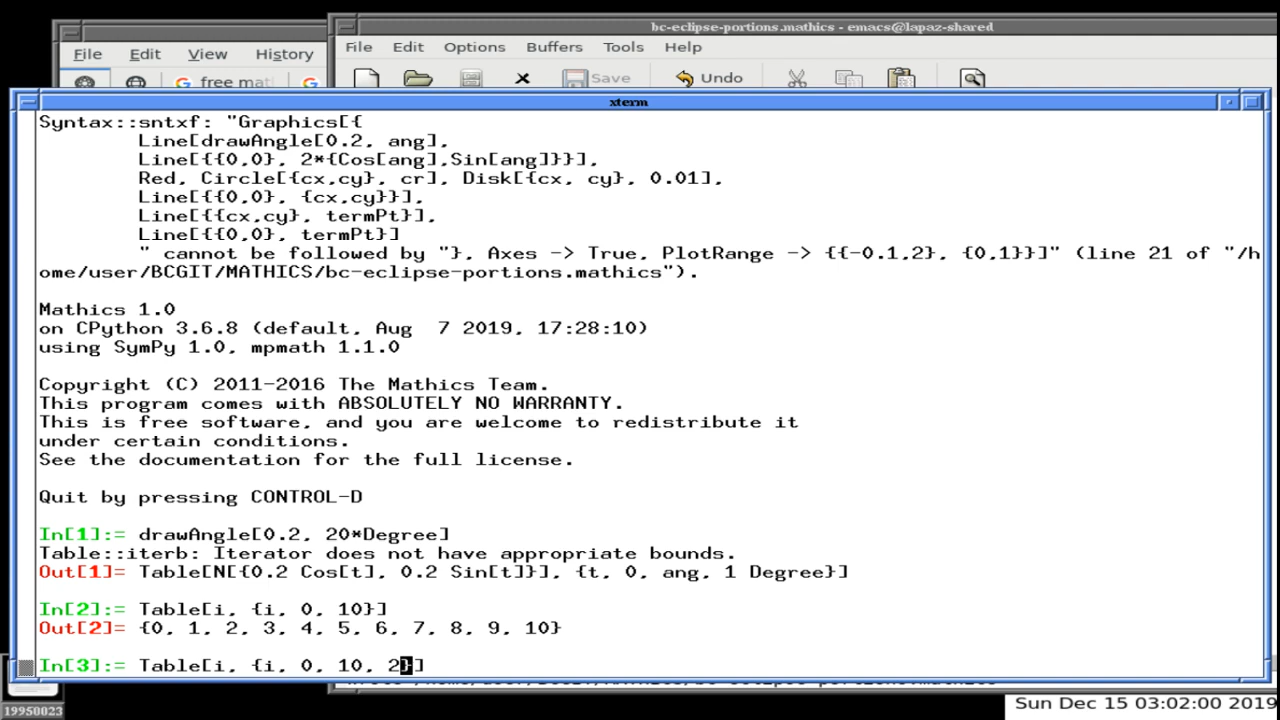 bc-eclipse-portions.mathics - emacs@lapaz-shared
File Edit View History
File Edit Options Buffers Tools Help
free mat
Save Undo
xterm
Syntax::sntxf: "Graphics[{
Line[drawAngle[0.2, ang],
Line[{{0,0}, 2*{Cos[ang],Sin[ang]}}],
Red, Circle[{cx,cy}, cr], Disk[{cx, cy}, 0.01],
Line[{{0,0}, {cx,cy}}],
Line[{{cx,cy}, termPt}],
Line[{{0,0}, termPt}]
" cannot be followed by "}, Axes -> True, PlotRange -> {{-0.1,2}, {0,1}}]" (line 21 of "/h
ome/user/BCGIT/MATHICS/bc-eclipse-portions.mathics").
Mathics 1.0
on CPython 3.6.8 (default, Aug  7 2019, 17:28:10)
using SymPy 1.0, mpmath 1.1.0
Copyright (C) 2011-2016 The Mathics Team.
This program comes with ABSOLUTELY NO WARRANTY.
This is free software, and you are welcome to redistribute it
under certain conditions.
See the documentation for the full license.
Quit by pressing CONTROL-D
In[1]:= drawAngle[0.2, 20*Degree]
Table::iterb: Iterator does not have appropriate bounds.
Out[1]= Table[N[{0.2 Cos[t], 0.2 Sin[t]}], {t, 0, ang, 1 Degree}]
In[2]:= Table[i, {i, 0, 10}]
Out[2]= {0, 1, 2, 3, 4, 5, 6, 7, 8, 9, 10}
In[3]:= Table[i, {i, 0, 10, 2}]
19950023
Sun Dec 15 03:02:00 2019